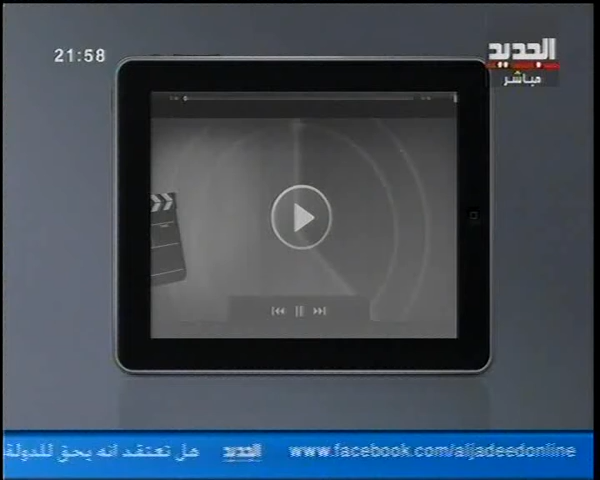 21:58
الجديد
مباشر
هل تعتقد انه يحق للدولة الجديد www.facebook.com/aljadeedonline